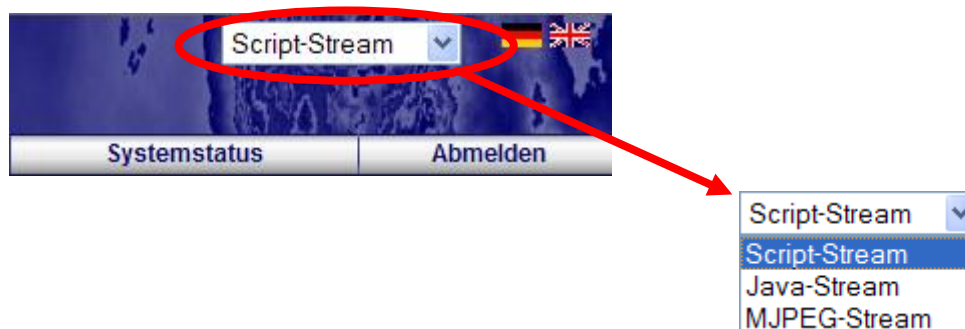 Script-Stream
Systemstatus Abmelden
Script-Stream
Script-Stream
Java-Stream
MJPEG-Stream